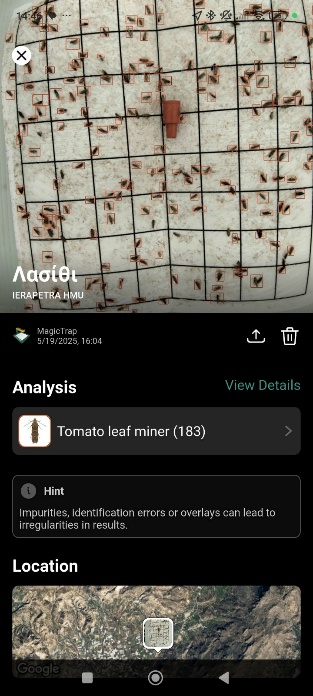 14:46
Λασίθι
IERAPETRA HMU
MagicTrap
5/19/2025, 16:04
Analysis
View Details
Tomato leaf miner (183)
Hint
Impurities, identification errors or overlays can lead to
irregularities in results.
Location
Google